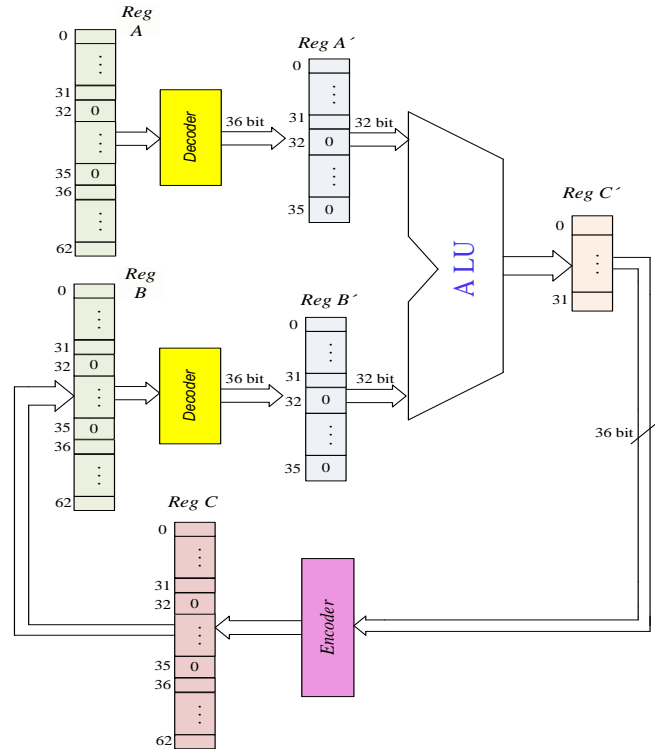 Reg
A
0
⋮
31
32 0
⋮
35 0
36
⋮
62
Decoder
36 bit
Reg A´
0
⋮
31
32 0
⋮
35 0
32 bit
ALU
Reg C´
0
⋮
31
36 bit
Reg
B
0
⋮
31
32 0
⋮
35 0
36
⋮
62
Decoder
36 bit
Reg B´
0
⋮
31
32 0
⋮
35 0
32 bit
Reg C
0
⋮
31
32 0
⋮
35 0
36
⋮
62
Encoder